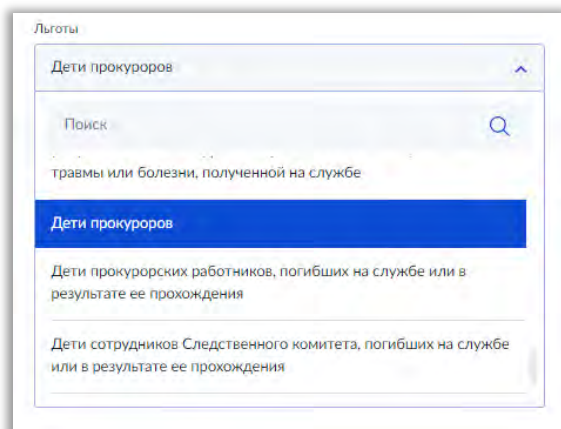 Льготы
Дети прокуроров
Поиск
травмы или болезни, полученной на службе
Дети прокуроров
Дети прокурорских работников, погибших на службе или в
результате ее прохождения
Дети сотрудников Следственного комитета, погибших на службе
или в результате ее прохождения